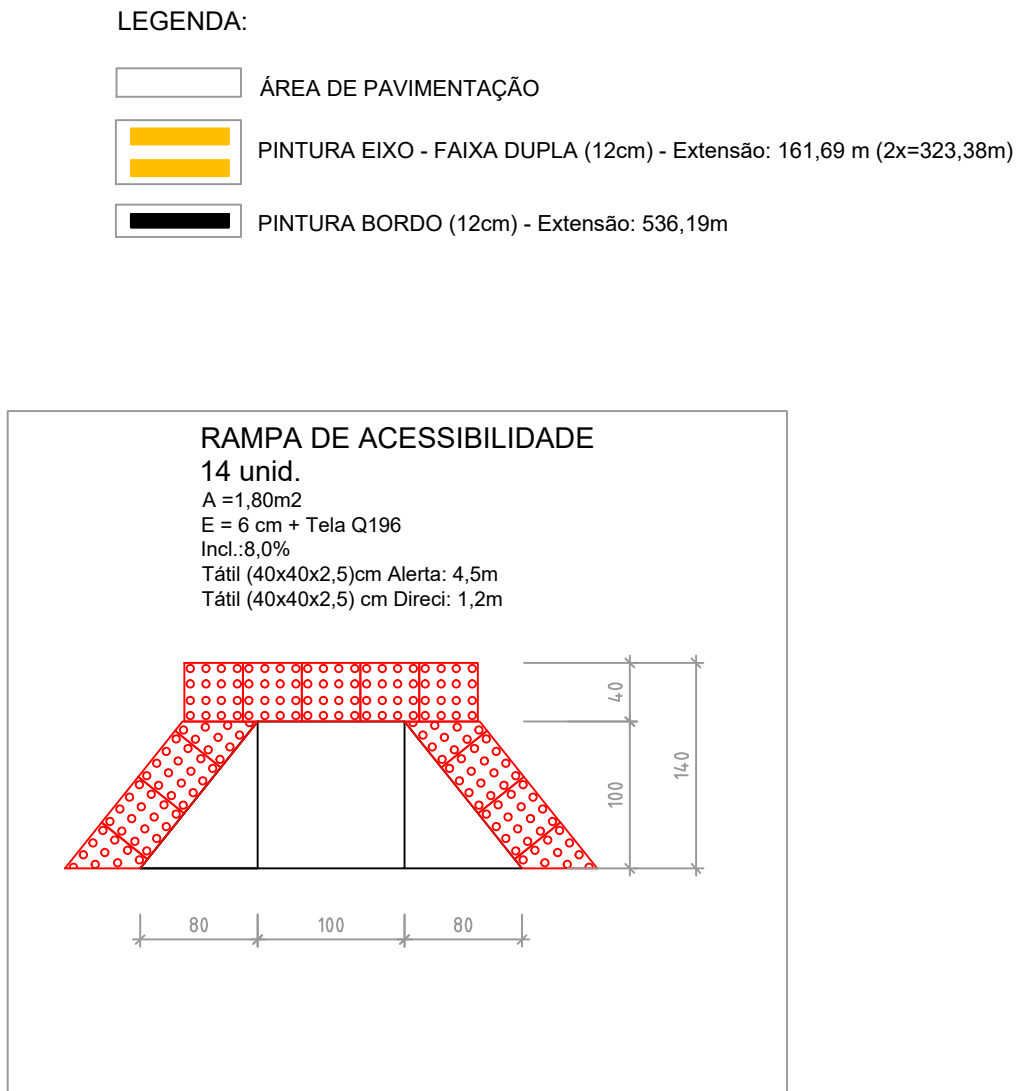 LEGENDA:
ÁREA DE PAVIMENTAÇÃO
PINTURA EIXO - FAIXA DUPLA (12cm) - Extensão: 161,69 m (2x=323,38m)
PINTURA BORDO (12cm) - Extensão: 536,19m
RAMPA DE ACESSIBILIDADE
14 unid.
A =1,80m2
E = 6 cm + Tela Q196
Incl.:8,0%
Tátil (40x40x2,5)cm Alerta: 4,5m
Tátil (40x40x2,5) cm Direci: 1,2m
40
100
140
80 100 80